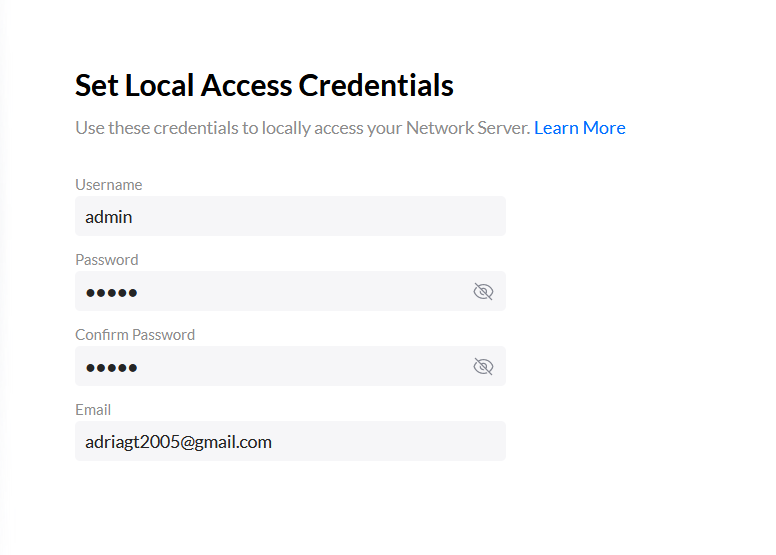 Set Local Access Credentials
Use these credentials to locally access your Network Server. Learn More
Username
admin
Password
●●●●●
Confirm Password
●●●●●
Email
adriagt2005@gmail.com